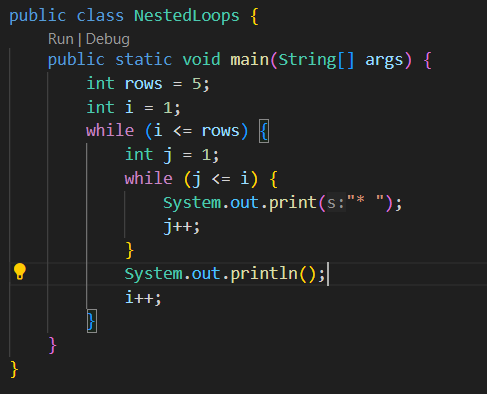 public class NestedLoops {
Run | Debug
public static void main(String[] args) {
int rows = 5;
int i = 1;
while (i <= rows) {
int j = 1;
while (j <= i) {
System.out.print(s:"* ");
j++;
}
System.out.println();
i++;
}
}
}